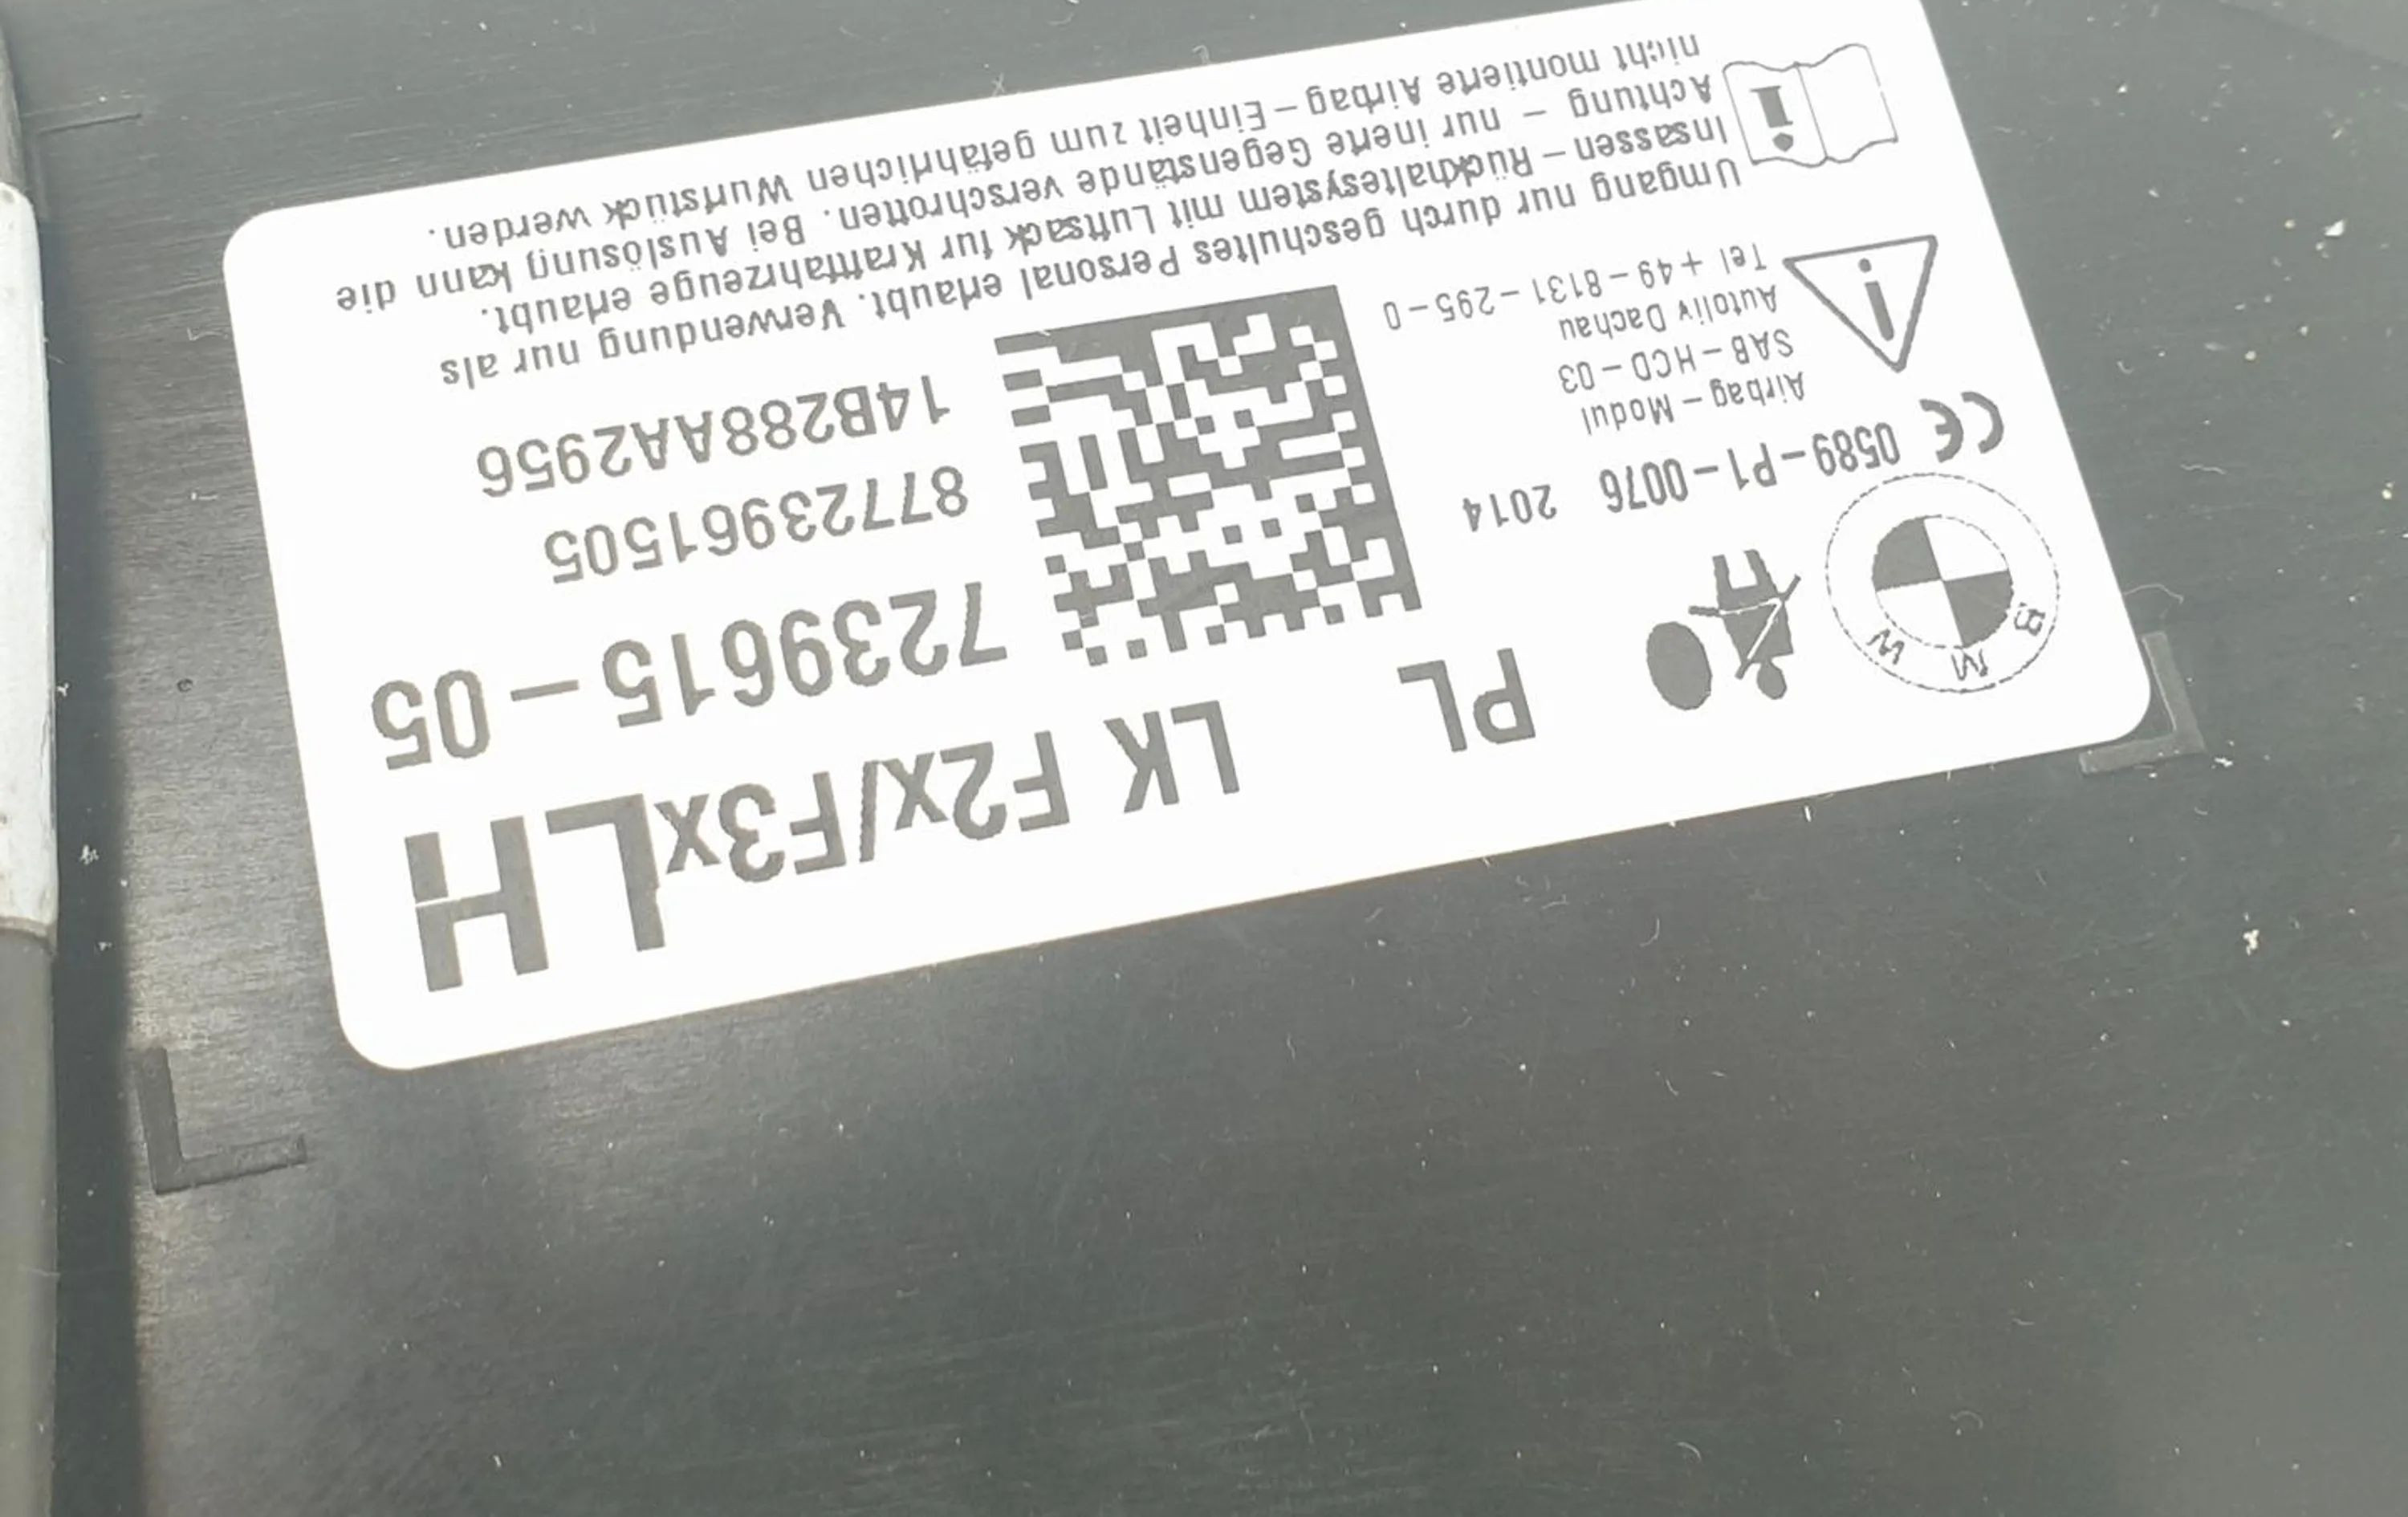 B M W
PL LK F2x/F3x LH
7239615-05
87723961505
14B288AA2956
CE 0589-P1-0076 2014
Airbag-Modul
SAB-HCD-03
Autoliv Dachau
Tel +49-8131-295-0
i
Umgang nur durch geschultes Personal erlaubt. Verwendung nur als
Insassen-Rückhaltesystem mit Luftsack für Kraftfahrzeuge erlaubt.
Achtung - nur inerte Gegenstände verschrotten. Bei Auslösung kann die
nicht montierte Airbag-Einheit zum gefährlichen Wurfstück werden.